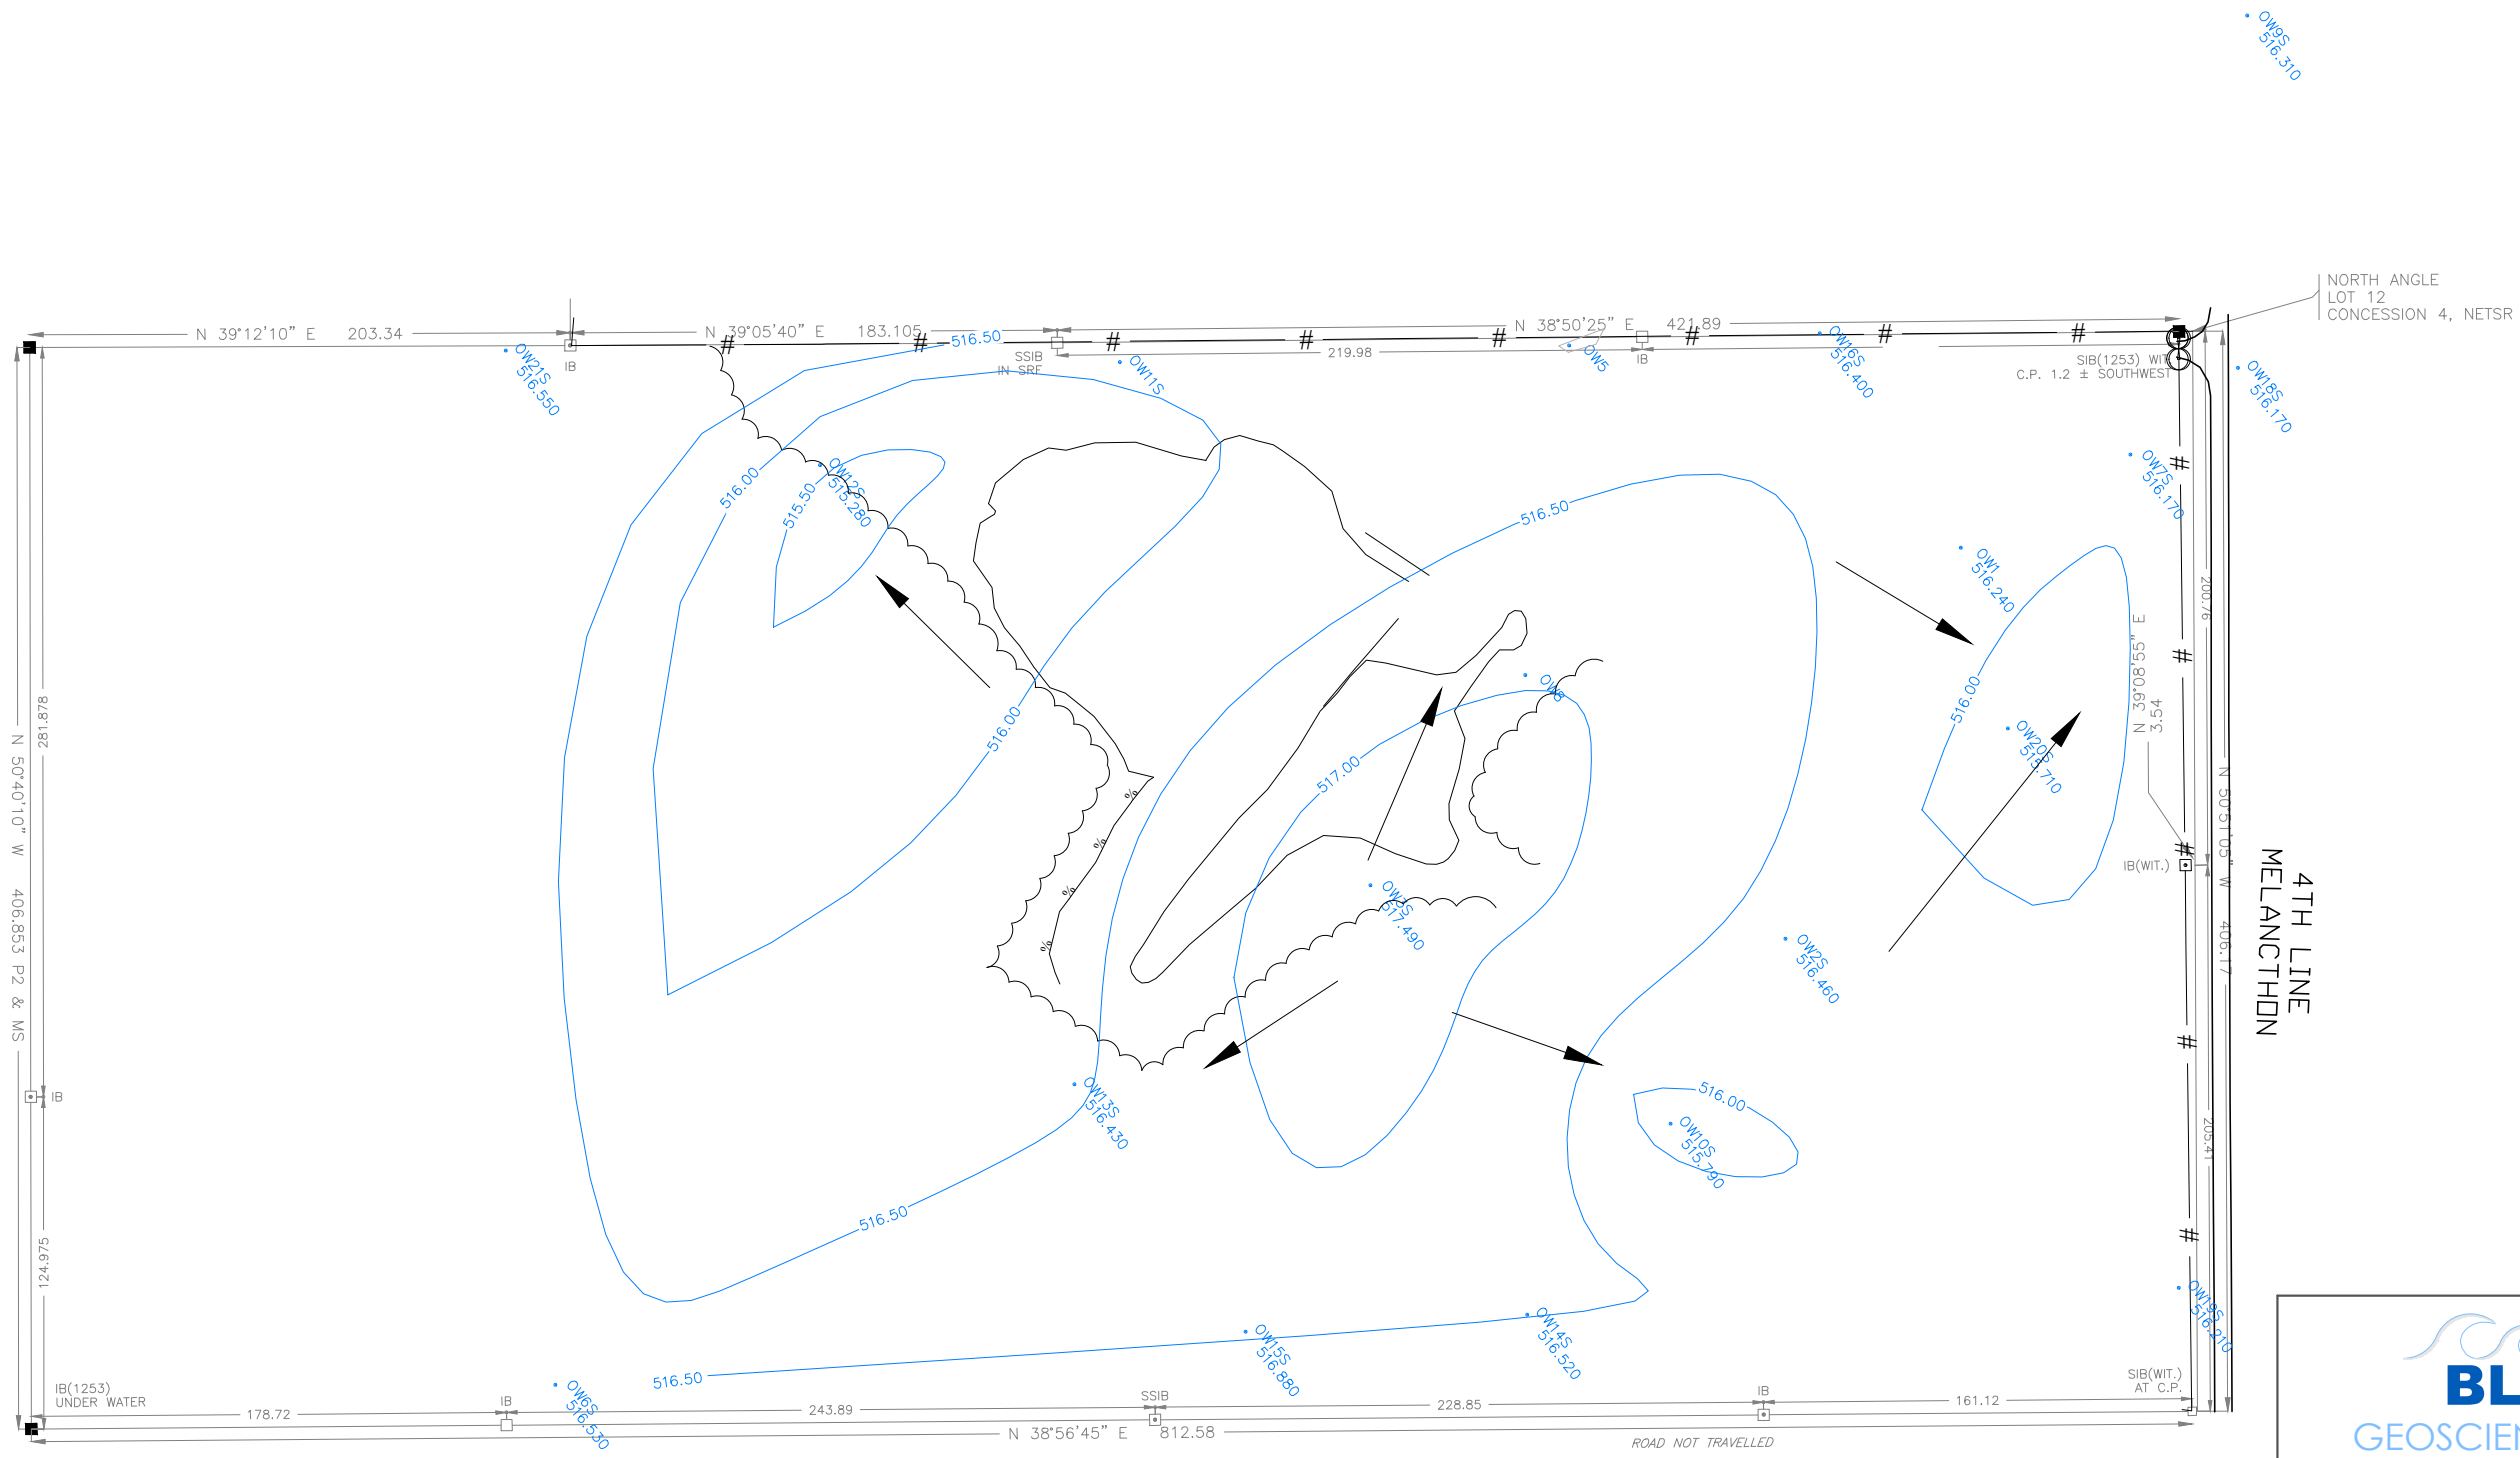 OW9S
516.310
NORTH ANGLE
LOT 12
CONCESSION 4, NETSR
N 39°12'10" E 203.34
N 39°05'40" E 183.105
N 38°50'25" E 421.89
516.50
219.98
SSIB
IN SRF
IB
IB
SIB(1253) WIT
C.P. 1.2 ± SOUTHWEST
OW21S
516.550
OW11S
OW5
OW16S
516.400
OW18S
516.170
OW7S
516.170
OW12S
515.280
516.00
515.50
516.50
OW1
516.240
200.76
N 39°08'55" E
3.54
281.878
N 50°40'10" W 406.853 P2 & MS
516.00
OW8
516.00
OW20S
515.710
517.00
%
%
%
%
IB(WIT.)
N 50°51'05" W 406.17
4TH LINE
MELANCTHON
OW3S
517.490
OW2S
516.460
IB
OW13S
516.430
516.00
OW10S
515.790
205.41
124.975
516.50
OW19S
516.210
OW15S
516.880
OW14S
516.520
516.50
OW6S
516.530
IB(1253)
UNDER WATER
IB
SSIB
IB
SIB(WIT.)
AT C.P.
178.72
243.89
228.85
161.12
N 38°56'45" E 812.58
ROAD NOT TRAVELLED
BL
GEOSCIEN